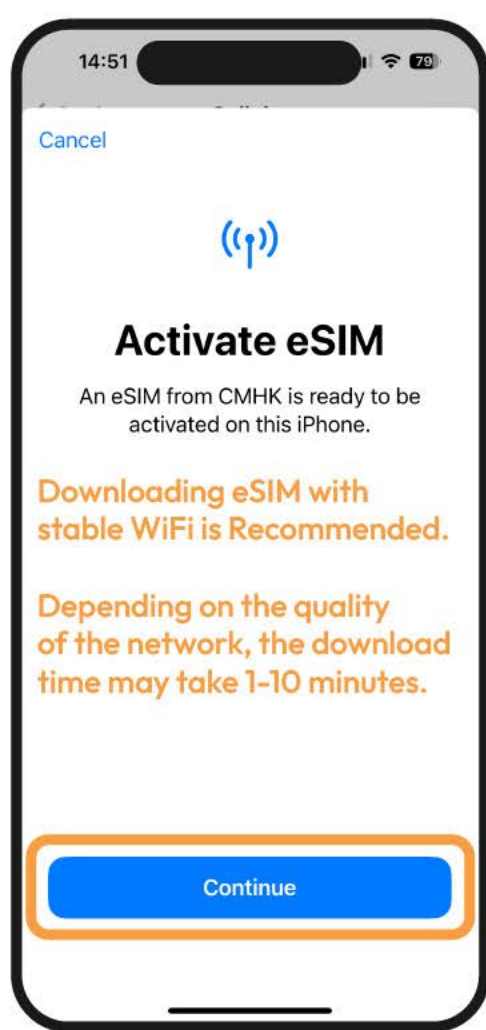 14:51
79
Cancel
Activate eSIM
An eSIM from CMHK is ready to be
activated on this iPhone.
Downloading eSIM with
stable WiFi is Recommended.
Depending on the quality
of the network, the download
time may take 1-10 minutes.
Continue